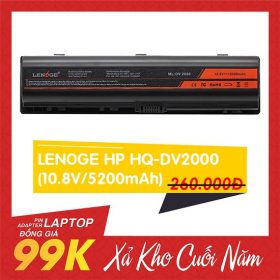 LENOGE
ML-DV 2000
LENOGE HP HQ-DV2000
(10.8V/5200mAh) 260.000Đ
PIN LAPTOP
ADAPTER
ĐỒNG GIÁ
99K
Xả Kho Cuối Năm